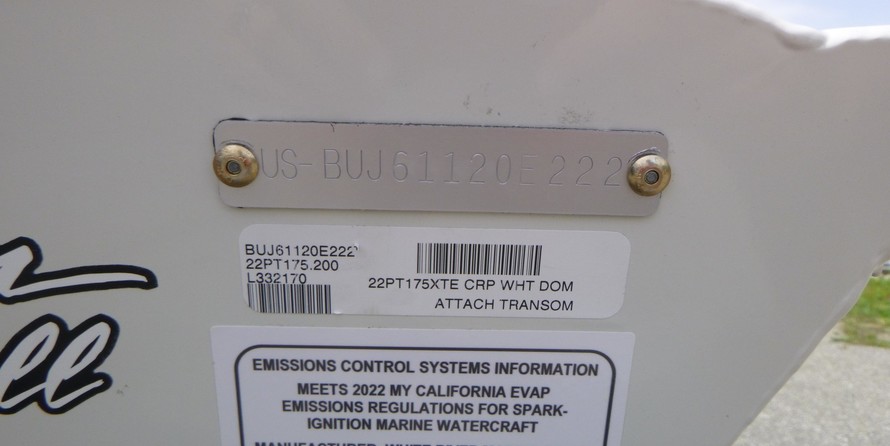 US-BUJ61120E222
BUJ61120E222
22PT175.200
L332170
22PT175XTE CRP WHT DOM
ATTACH TRANSOM
EMISSIONS CONTROL SYSTEMS INFORMATION
MEETS 2022 MY CALIFORNIA EVAP
EMISSIONS REGULATIONS FOR SPARK-
IGNITION MARINE WATERCRAFT